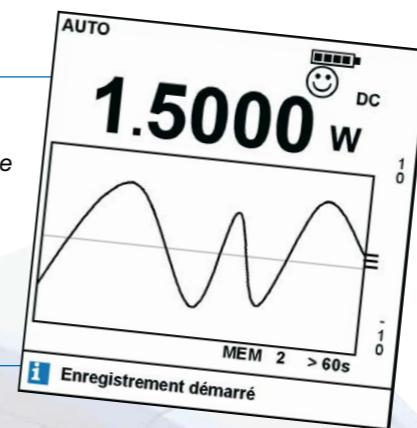 AUTO
DC
1.5000 W
e
1
0
-
1
0
MEM 2 > 60s
i Enregistrement démarré